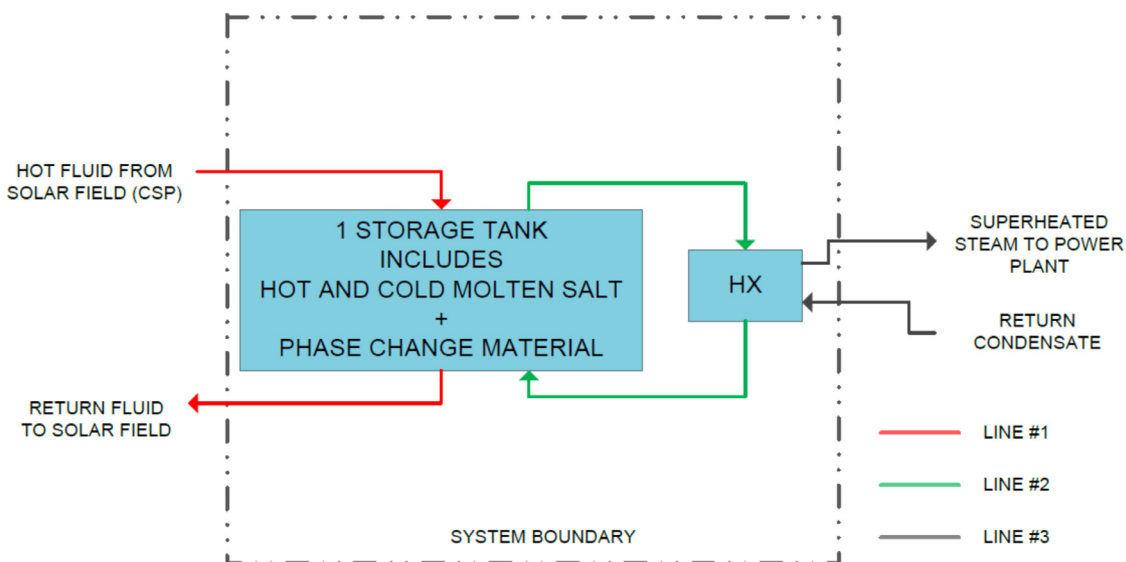 HOT FLUID FROM
SOLAR FIELD (CSP)
1 STORAGE TANK
INCLUDES
HOT AND COLD MOLTEN SALT
+
PHASE CHANGE MATERIAL
HX
SUPERHEATED
STEAM TO POWER
PLANT
RETURN
CONDENSATE
RETURN FLUID
TO SOLAR FIELD
LINE #1
LINE #2
LINE #3
SYSTEM BOUNDARY